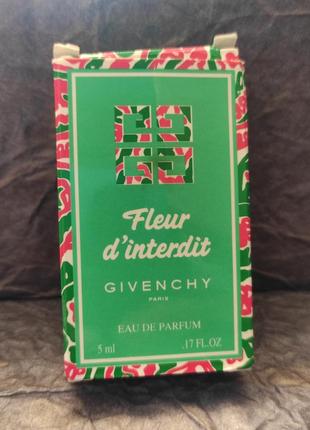 Fleur
d'interdit
GIVENCHY
PARIS
EAU DE PARFUM
5 ml .17 FL.OZ